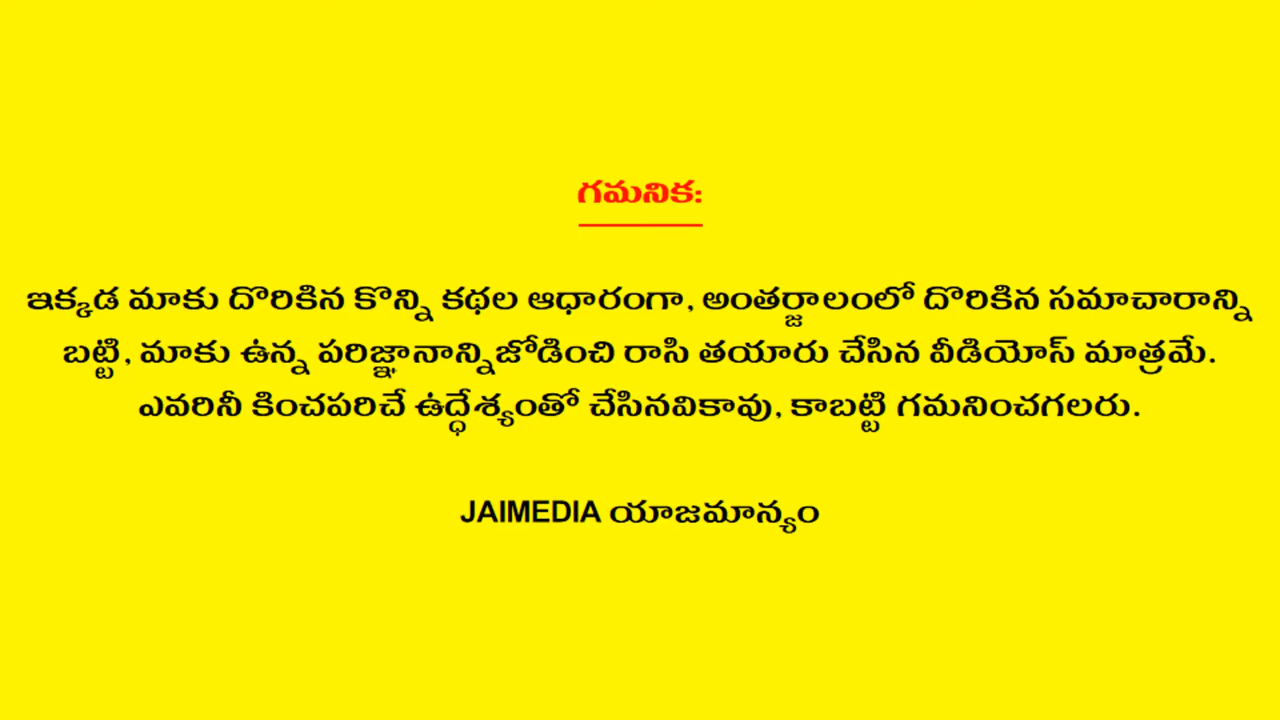 గమనిక:
ఇక్కడ మాకు దొరికిన కొన్ని కథల ఆధారంగా, అంతర్జాలంలో దొరికిన సమాచారాన్ని
బట్టి, మాకు ఉన్న పరిజ్ఞానాన్నిజోడించి రాసి తయారు చేసిన వీడియోస్ మాత్రమే.
ఎవరినీ కించపరిచే ఉద్ధేశ్యంతో చేసినవికావు, కాబట్టి గమనించగలరు.
JAIMEDIA యాజమాన్యం